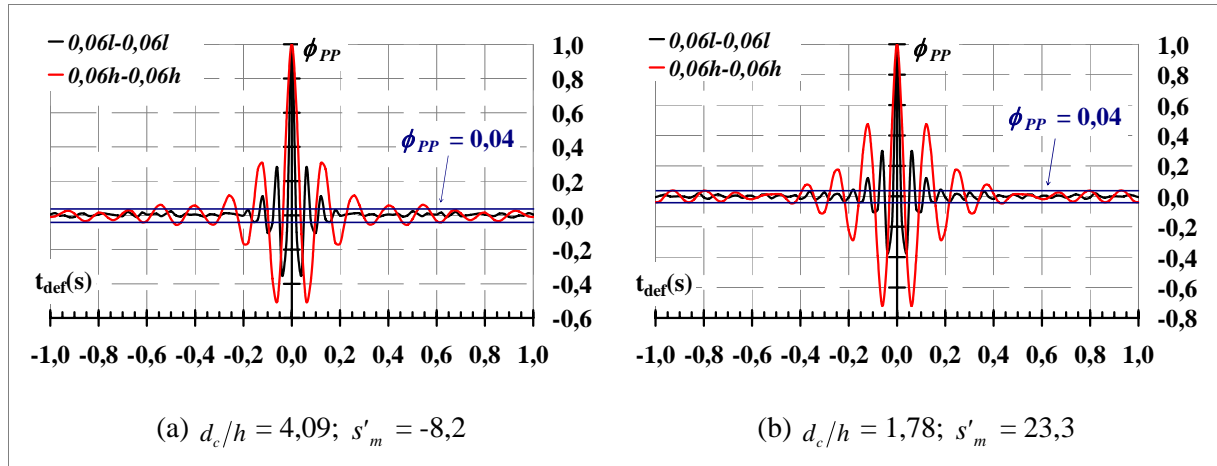 0,06l-0,06l
0,06h-0,06h
ϕPP
ϕPP = 0,04
tdef(s)
1,0
0,8
0,6
0,4
0,2
0,0
-0,2
-0,4
-0,6
-1,0 -0,8 -0,6 -0,4 -0,2 0,0 0,2 0,4 0,6 0,8 1,0
(a) dc/h = 4,09; s′m = -8,2
0,06l-0,06l
0,06h-0,06h
ϕPP
ϕPP = 0,04
tdef(s)
1,0
0,8
0,6
0,4
0,2
0,0
-0,2
-0,4
-0,6
-0,8
-1,0 -0,8 -0,6 -0,4 -0,2 0,0 0,2 0,4 0,6 0,8 1,0
(b) dc/h = 1,78; s′m = 23,3